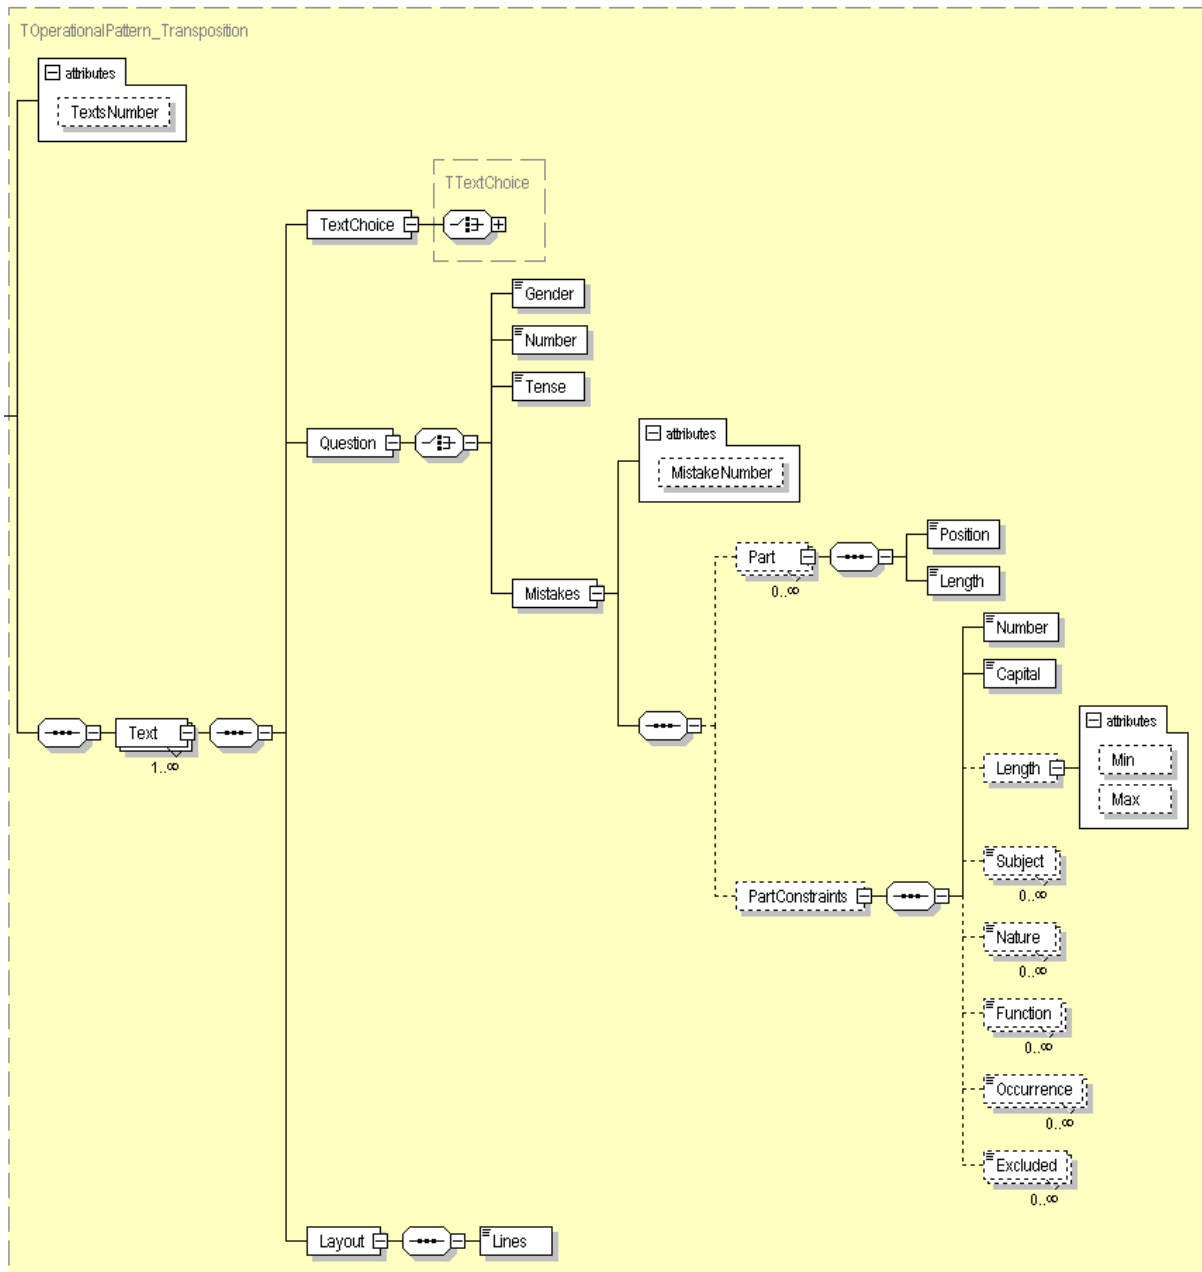 TOperationalPattern_Transposition
attributes
TextsNumber
TTextChoice
TextChoice
Gender
Number
Tense
Question
attributes
MistakeNumber
Part
0..∞
Position
Length
Mistakes
Number
Capital
Text
1..∞
attributes
Length
Min
Max
Subject
0..∞
PartConstraints
Nature
0..∞
Function
0..∞
Occurrence
0..∞
Excluded
0..∞
Layout
Lines